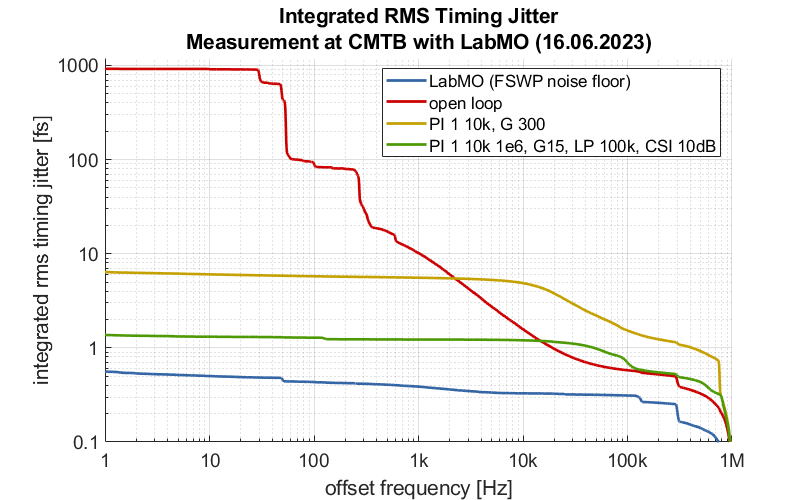 Integrated RMS Timing Jitter
Measurement at CMTB with LabMO (16.06.2023)
integrated rms timing jitter [fs]
1000
100
10
1
0.1
LabMO (FSWP noise floor)
open loop
PI 1 10k, G 300
PI 1 10k 1e6, G15, LP 100k, CSI 10dB
1 10 100 1k 10k 100k 1M
offset frequency [Hz]